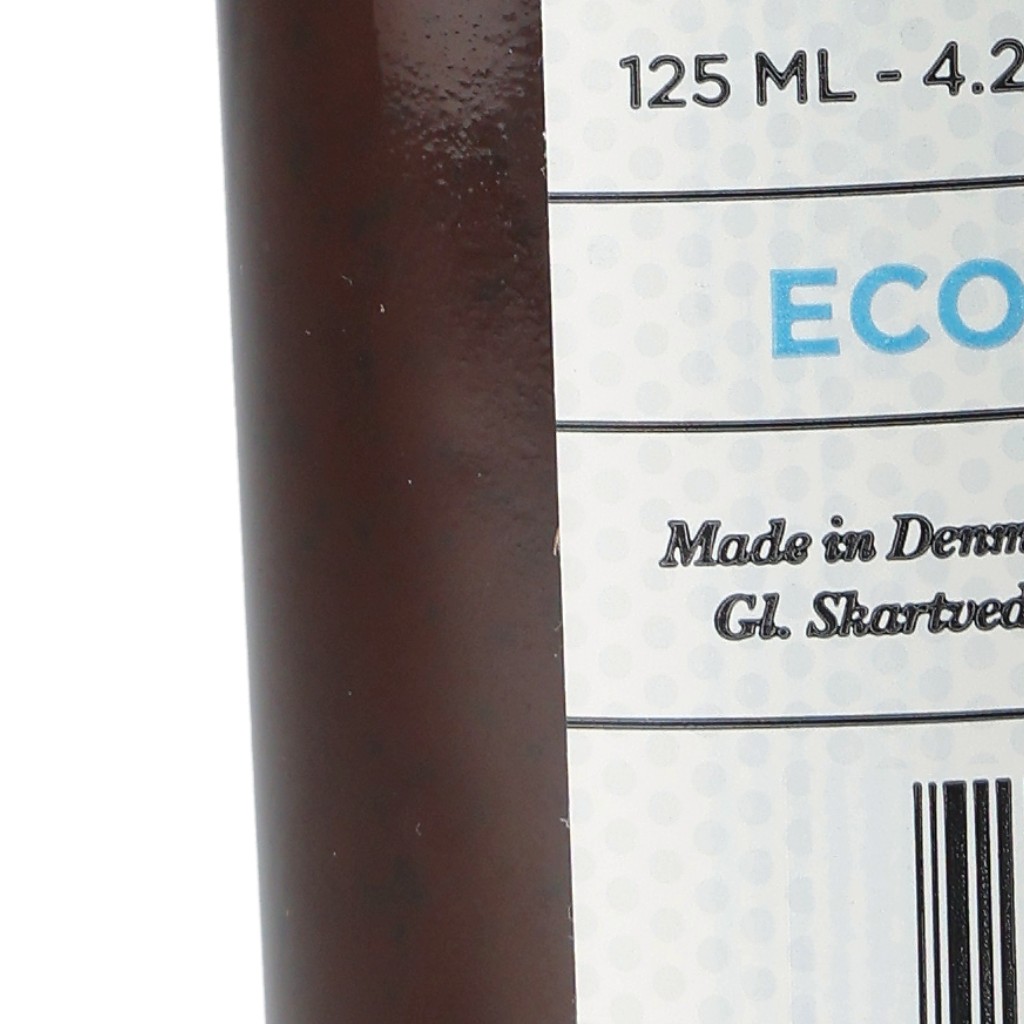 125 ML - 4.2
ECO
Made in Denm
Gl. Skartved